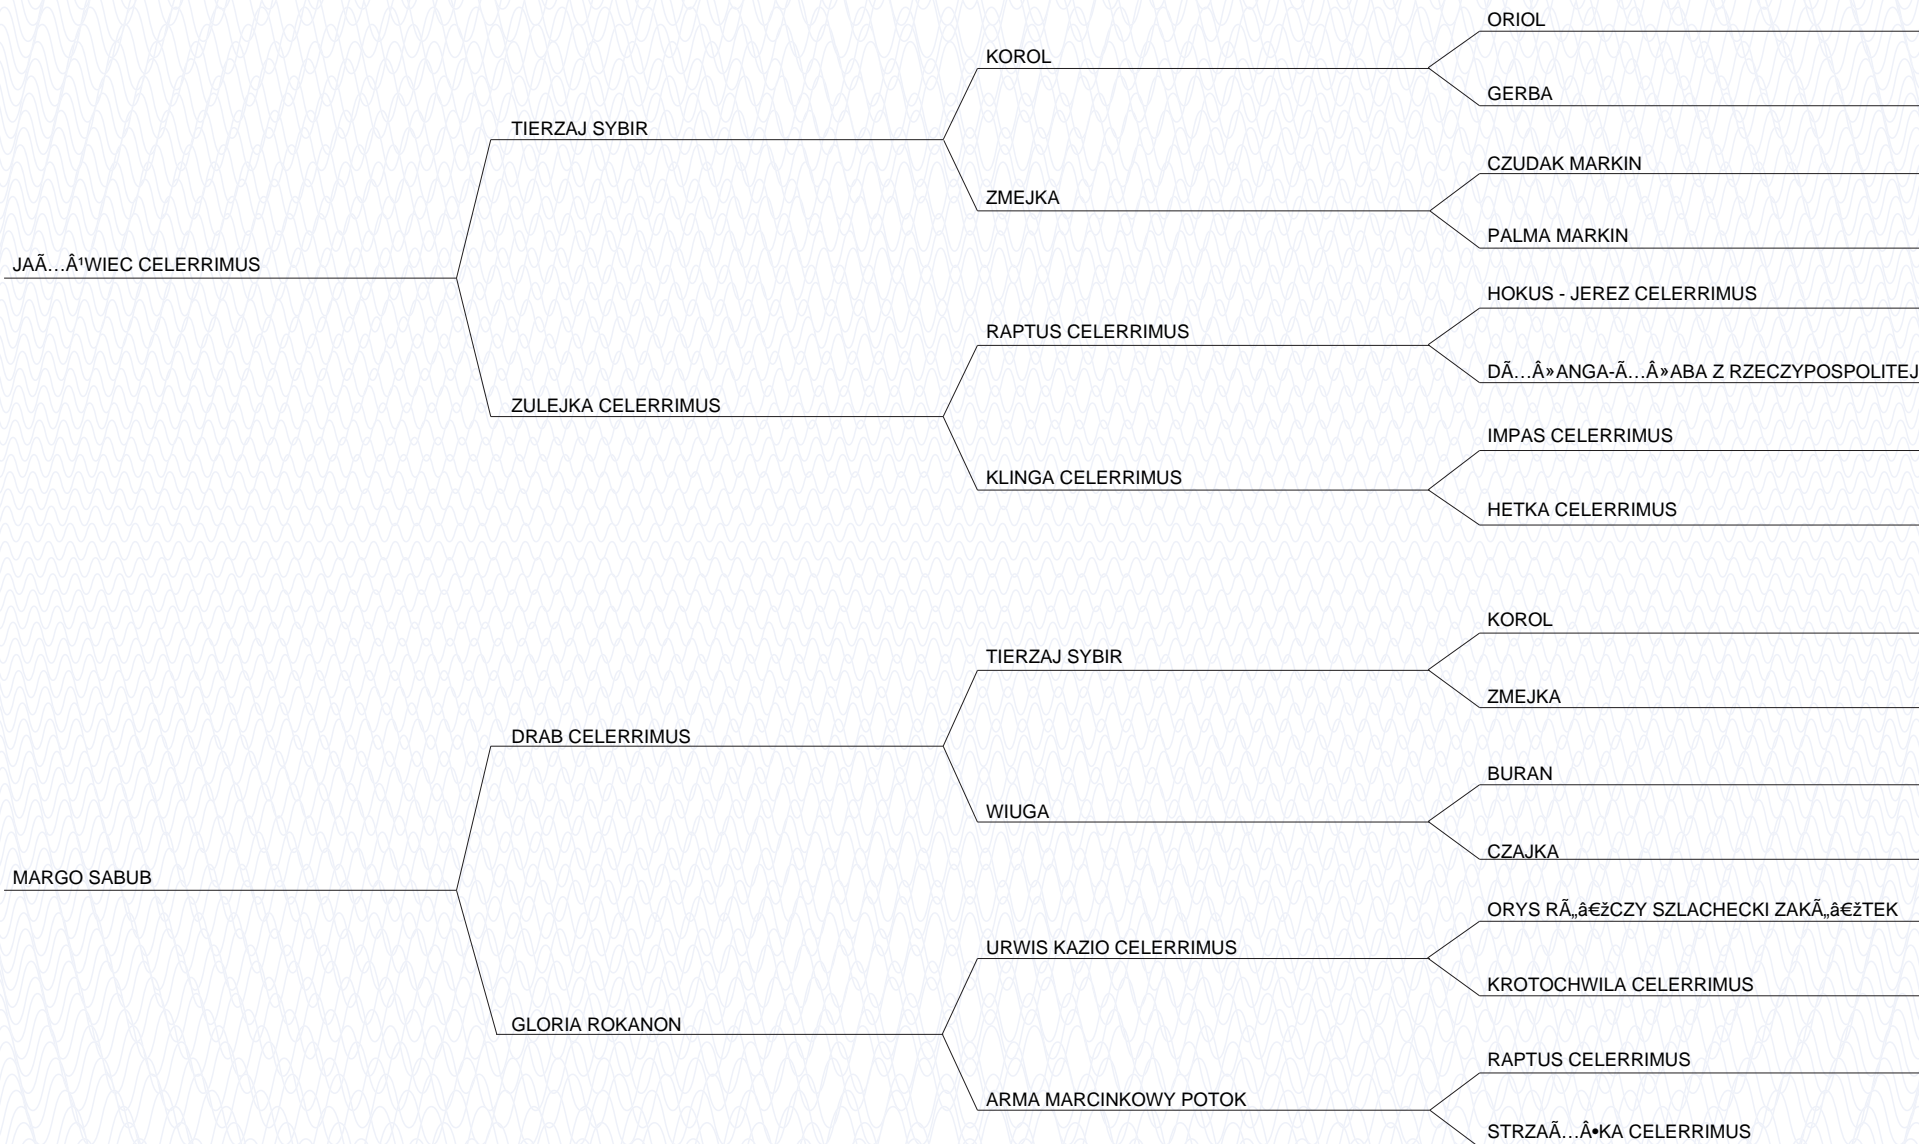 ORIOL
KOROL
GERBA
TIERZAJ SYBIR
CZUDAK MARKIN
ZMEJKA
PALMA MARKIN
JAÃ…Â¹WIEC CELERRIMUS
HOKUS - JEREZ CELERRIMUS
RAPTUS CELERRIMUS
DÃ…Â»ANGA-Ã…Â»ABA Z RZECZYPOSPOLITEJ
ZULEJKA CELERRIMUS
IMPAS CELERRIMUS
KLINGA CELERRIMUS
HETKA CELERRIMUS
KOROL
TIERZAJ SYBIR
ZMEJKA
DRAB CELERRIMUS
BURAN
WIUGA
CZAJKA
MARGO SABUB
ORYS RÃ„â€žCZY SZLACHECKI ZAKÃ„â€žTEK
URWIS KAZIO CELERRIMUS
KROTOCHWILA CELERRIMUS
GLORIA ROKANON
RAPTUS CELERRIMUS
ARMA MARCINKOWY POTOK
STRZAÃ…Â•KA CELERRIMUS